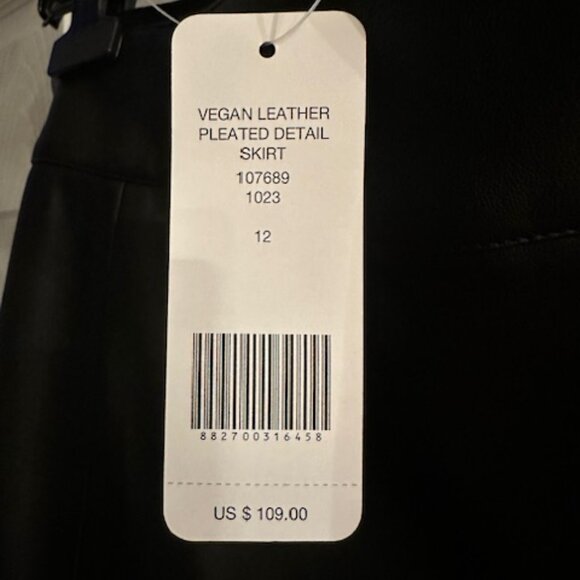 VEGAN LEATHER
PLEATED DETAIL
SKIRT
107689
1023
12
882700316458
US $ 109.00